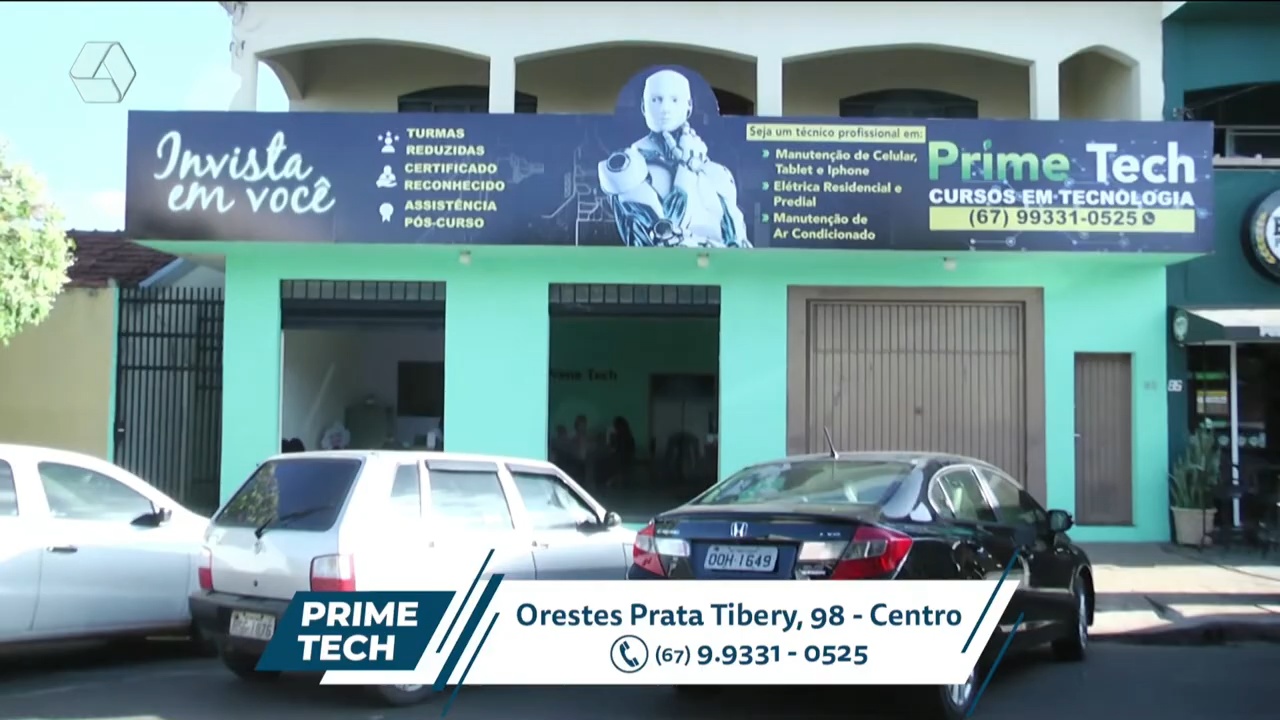 Invista
em você
TURMAS
REDUZIDAS
CERTIFICADO
RECONHECIDO
ASSISTÊNCIA
PÓS-CURSO
Seja um técnico profissional em:
Manutenção de Celular,
Tablet e Iphone
Elétrica Residencial e
Predial
Manutenção de
Ar Condicionado
Prime Tech
CURSOS EM TECNOLOGIA
(67) 99331-0525
Tech
OOH-1649
PRIME
TECH
Orestes Prata Tibery, 98 - Centro
(67) 9.9331 - 0525